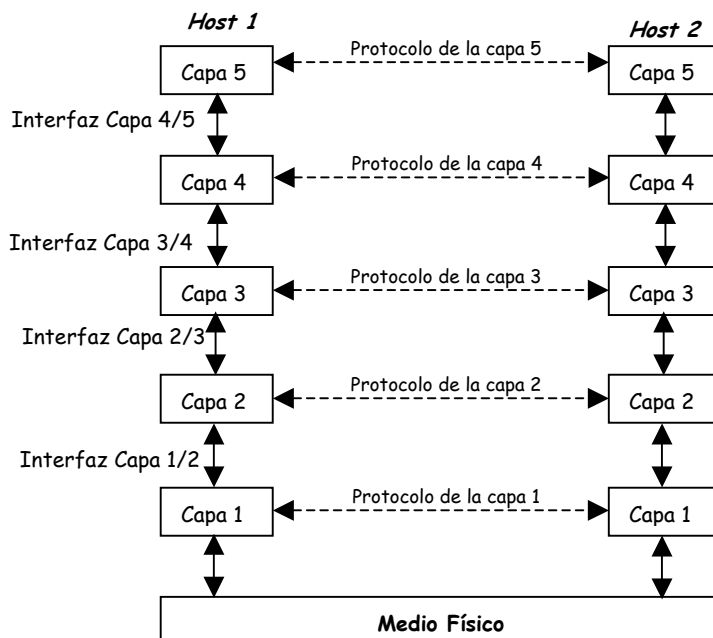 Host 1
Host 2
Capa 5
Protocolo de la capa 5
Capa 5
Interfaz Capa 4/5
Capa 4
Protocolo de la capa 4
Capa 4
Interfaz Capa 3/4
Capa 3
Protocolo de la capa 3
Capa 3
Interfaz Capa 2/3
Capa 2
Protocolo de la capa 2
Capa 2
Interfaz Capa 1/2
Capa 1
Protocolo de la capa 1
Capa 1
Medio Físico